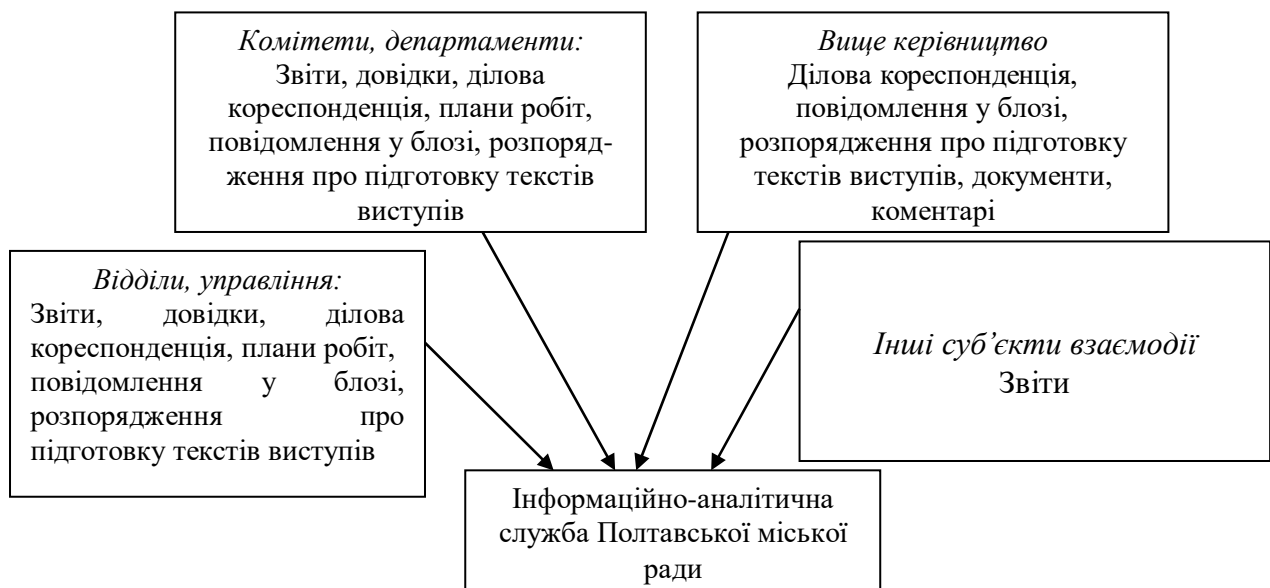 Комітети, департаменти:
Звіти, довідки, ділова
кореспонденція, плани робіт,
повідомлення у блозі, розпоряд-
ження про підготовку текстів
виступів
Вище керівництво
Ділова кореспонденція,
повідомлення у блозі,
розпорядження про підготовку
текстів виступів, документи,
коментарі
Відділи, управління:
Звіти, довідки, ділова
кореспонденція, плани робіт,
повідомлення у блозі,
розпорядження про
підготовку текстів виступів
Інші суб’єкти взаємодії
Звіти
Інформаційно-аналітична
служба Полтавської міської
ради